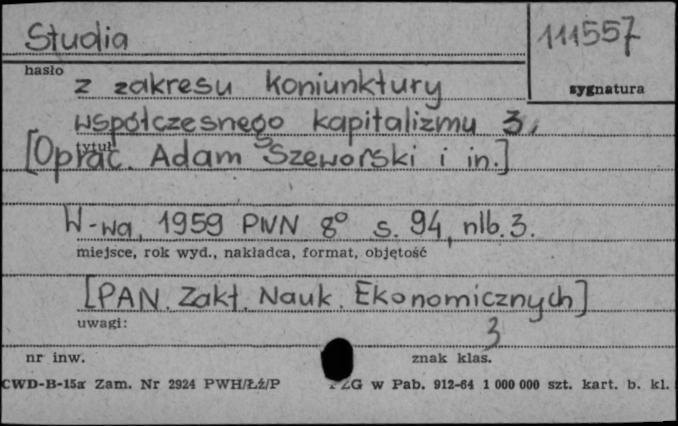 Studia
111557
hasło
z zakresu koniunktury
sygnatura
współczesnego kapitalizmu 3,
tytuł
[Oprac. Adam Szeworski i in.]
W-wa, 1959 PWN 8° s. 94, nlb. 3.
miejsce, rok wyd., nakładca, format, objętość
[PAN. Zakł. Nauk. Ekonomicznych]
uwagi:
3
nr inw.
znak klas.
CWD-B-15a Zam. Nr 2924 PWH/Łź/P
w Pab. 912-64 1 000 000 szt. kart. b. kl.